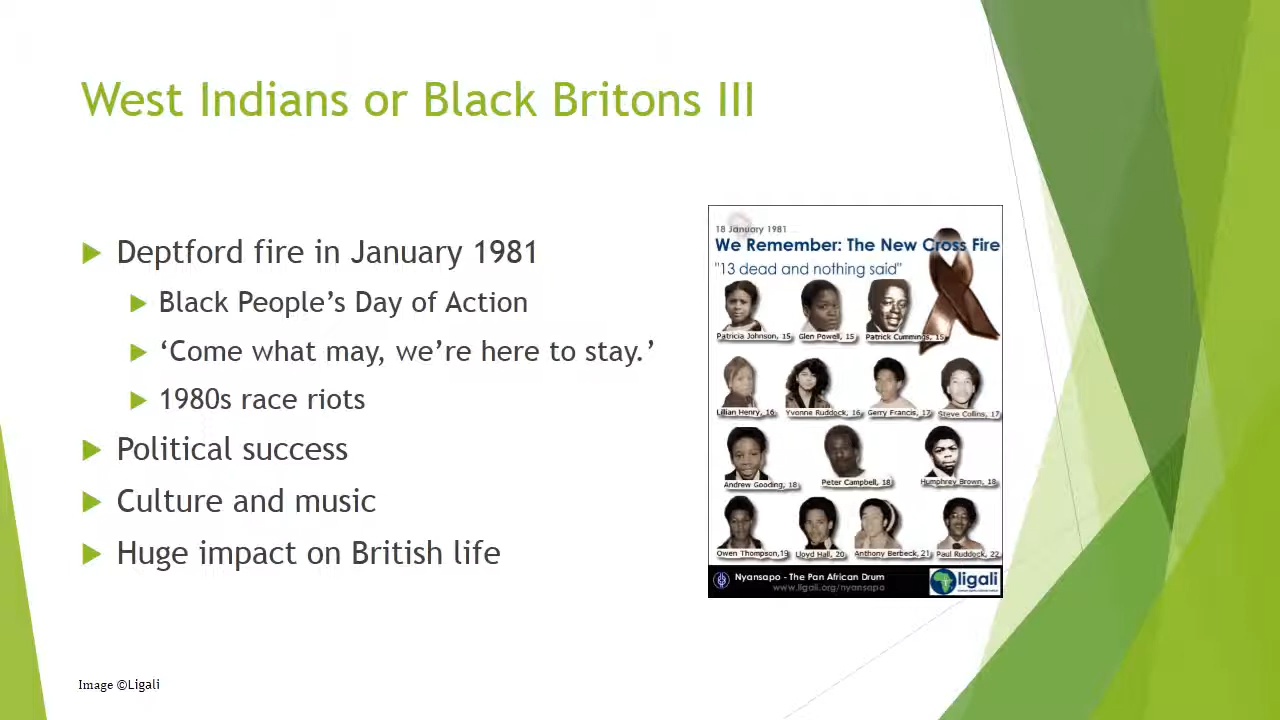 West Indians or Black Britons III
Deptford fire in January 1981
Black People's Day of Action
‘Come what may, we’re here to stay.’
1980s race riots
Political success
Culture and music
Huge impact on British life
18 January 1981
We Remember: The New Cross Fire
"13 dead and nothing said"
Patricia Johnson, 15 Glen Powell, 15 Patrick Cummings, 15
Lillian Henry, 16 Yvonne Ruddock, 16 Gerry Francis, 17 Steve Collins, 17
Andrew Gooding, 18 Peter Campbell, 18 Humphrey Brown, 18
Owen Thompson,19 Lloyd Hall, 20 Anthony Berbeck, 21 Paul Ruddock, 22
Nyansapo - The Pan African Drum
www.ligali.org/nyansapo
ligali
Image ©Ligali